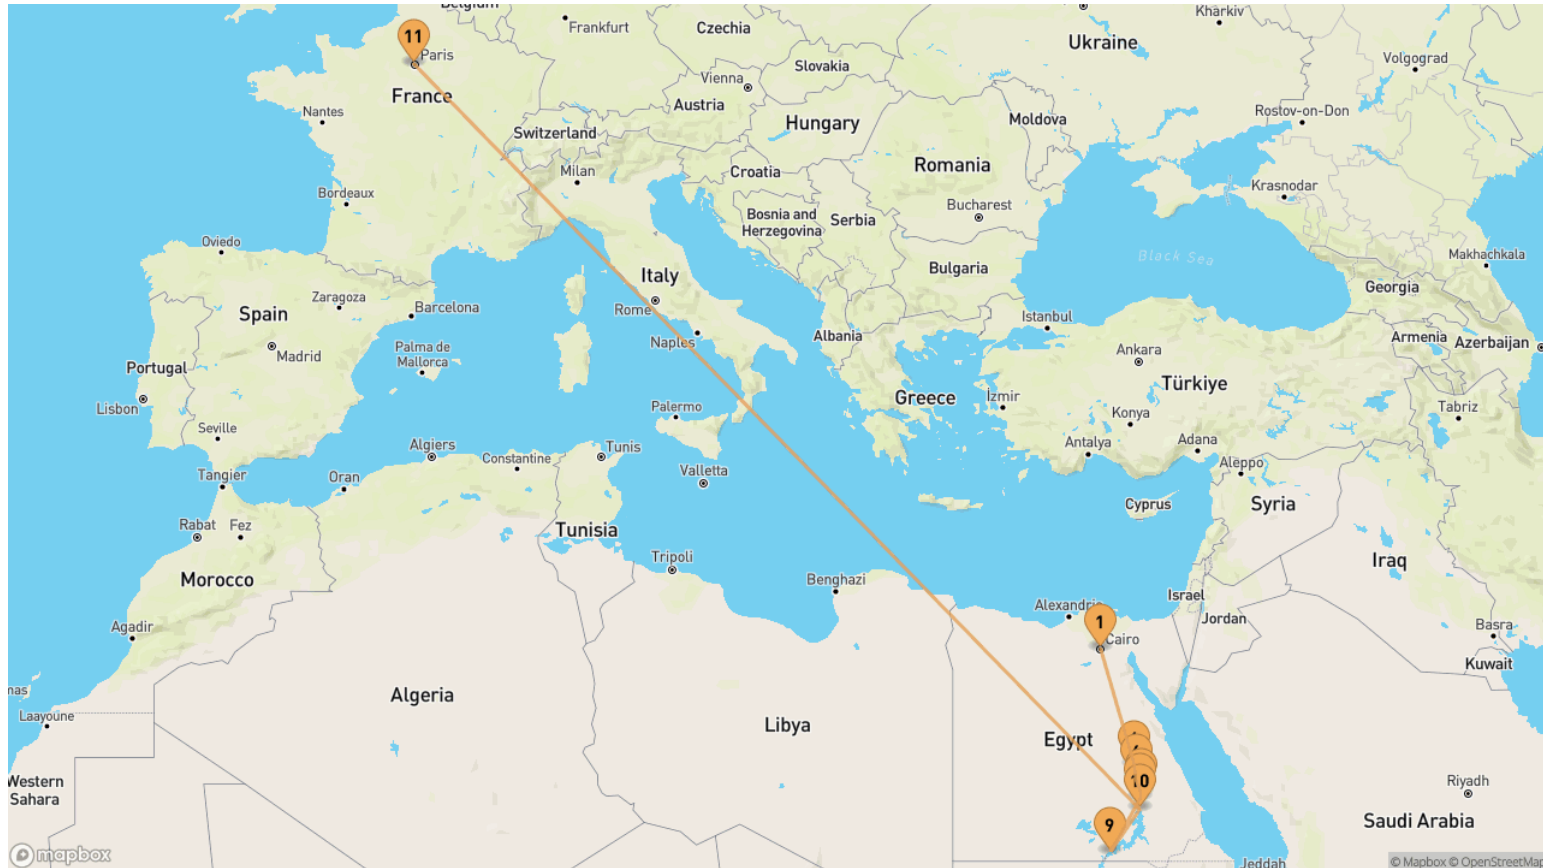 Belgium
Kharkiv
11
Paris
Frankfurt
Czechia
Ukraine
Volgograd
Slovakia
Vienna
France
Austria
Nantes
Switzerland
Hungary
Moldova
Rostov-on-Don
Milan
Croatia
Romania
Bordeaux
Krasnodar
Bucharest
Bosnia and
Herzegovina
Serbia
Oviedo
Black Sea
Makhachkala
Italy
Bulgaria
Georgia
Zaragoza
Barcelona
Spain
Rome
Istanbul
Naples
Albania
Armenia
Azerbaijan
Palma de
Mallorca
Madrid
Ankara
Portugal
Türkiye
Greece
İzmir
Lisbon
Palermo
Konya
Tabriz
Seville
Algiers
Constantine
Tunis
Antalya
Adana
Aleppo
Tangier
Oran
Valletta
Cyprus
Syria
Rabat
Fez
Tunisia
Tripoli
Iraq
Morocco
Benghazi
Israel
Alexandria
Jordan
1
Agadir
Basra
Cairo
Kuwait
Algeria
Laayoune
Libya
Egypt
Western
Sahara
10
Riyadh
9
Saudi Arabia
mapbox
Jeddah
© Mapbox © OpenStreetMap